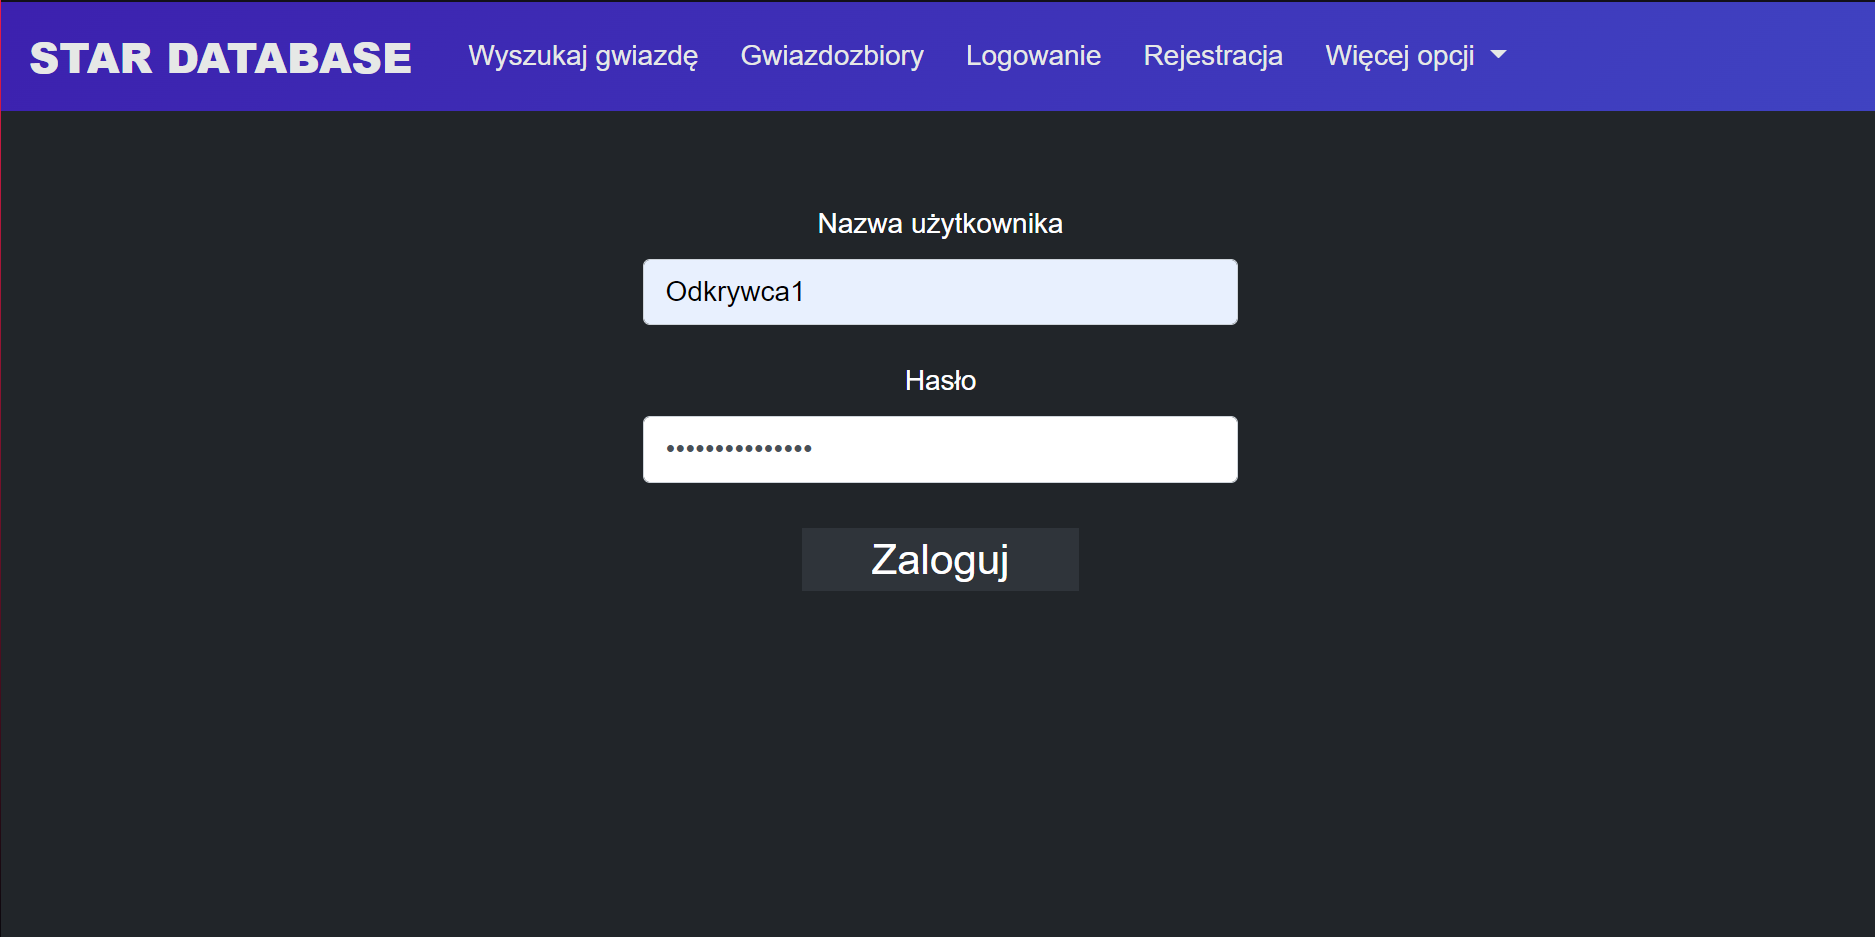 STAR DATABASE Wyszukaj gwiazdę Gwiazdozbiory Logowanie Rejestracja Więcej opcji
Nazwa użytkownika
Odkrywca1
Hasło
•••••••••••••••
Zaloguj